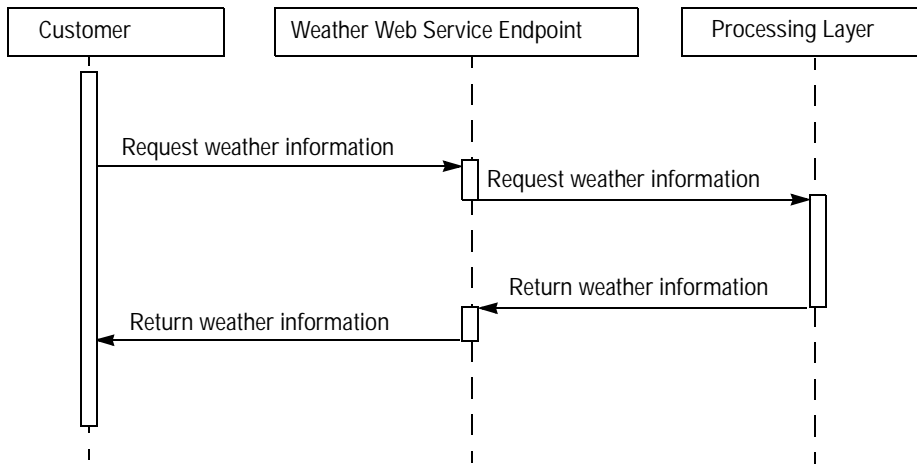 Customer
Weather Web Service Endpoint
Processing Layer
Request weather information
Request weather information
Return weather information
Return weather information